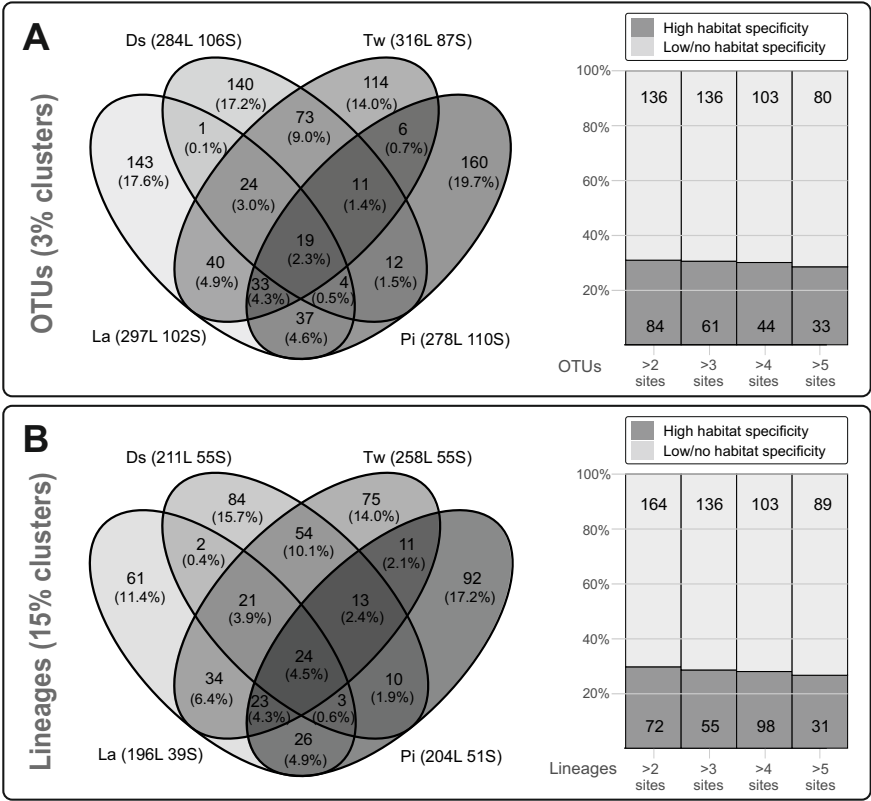 A
Ds (284L 106S)
Tw (316L 87S)
OTUs (3% clusters)
140
(17.2%)
114
(14.0%)
1
(0.1%)
73
(9.0%)
6
(0.7%)
143
(17.6%)
160
(19.7%)
24
(3.0%)
11
(1.4%)
19
(2.3%)
40
(4.9%)
12
(1.5%)
33
(4.3%)
4
(0.5%)
37
(4.6%)
La (297L 102S)
Pi (278L 110S)
High habitat specificity
Low/no habitat specificity
100%
80%
60%
40%
20%
136 136 103 80
84 61 44 33
OTUs
>2 >3 >4 >5
sites sites sites sites
B
Ds (211L 55S)
Tw (258L 55S)
Lineages (15% clusters)
84
(15.7%)
75
(14.0%)
2
(0.4%)
54
(10.1%)
11
(2.1%)
61
(11.4%)
92
(17.2%)
21
(3.9%)
13
(2.4%)
24
(4.5%)
34
(6.4%)
10
(1.9%)
23
(4.3%)
3
(0.6%)
26
(4.9%)
La (196L 39S)
Pi (204L 51S)
High habitat specificity
Low/no habitat specificity
100%
80%
60%
40%
20%
164 136 103 89
72 55 98 31
Lineages
>2 >3 >4 >5
sites sites sites sites